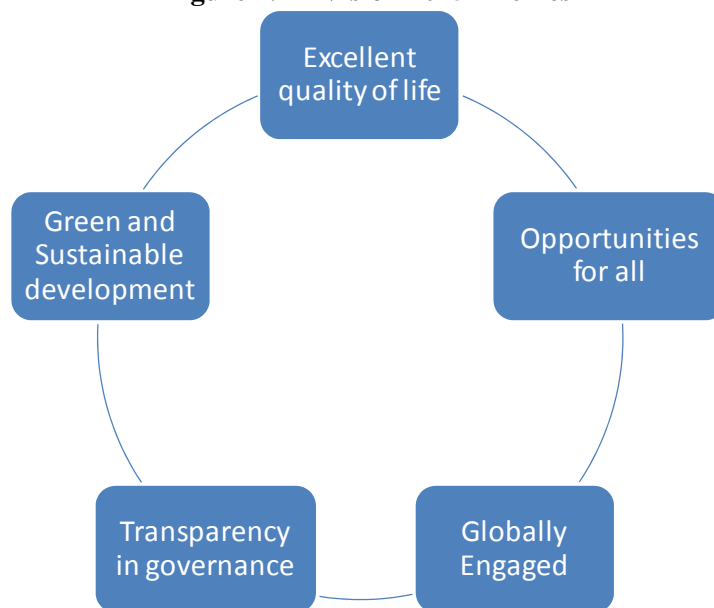 Excellent
quality of life
Opportunities
for all
Globally
Engaged
Transparency
in governance
Green and
Sustainable
development